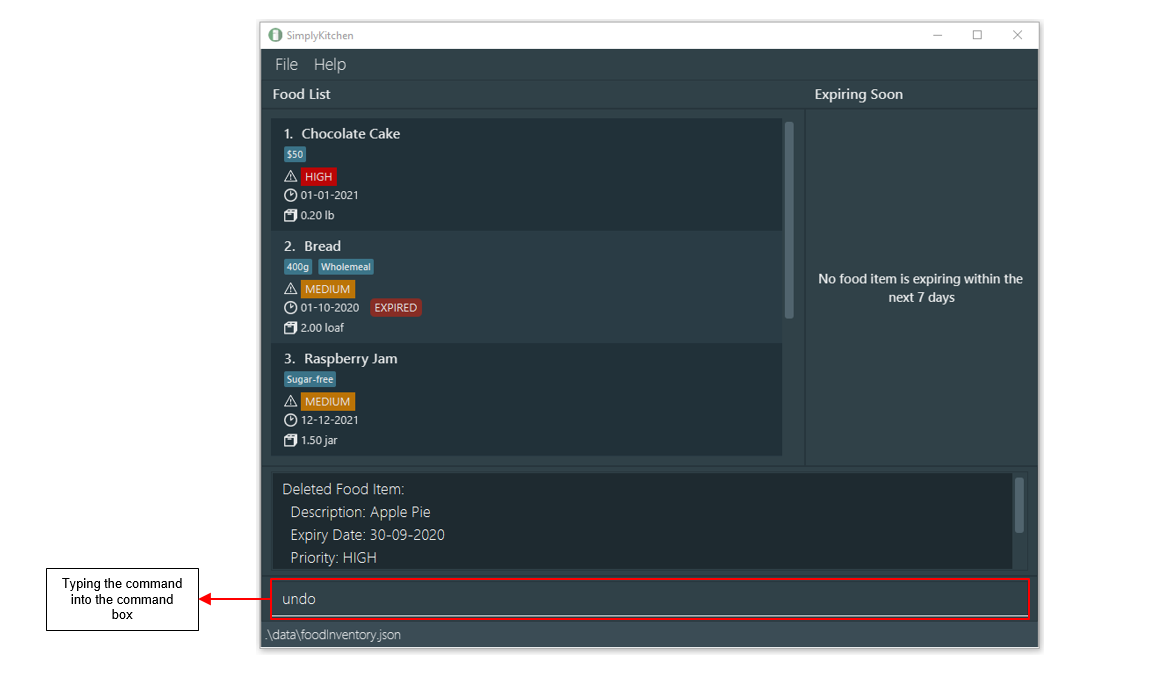 SimplyKitchen
File Help
Food List
Expiring Soon
1. Chocolate Cake
$50
HIGH
01-01-2021
0.20 lb
2. Bread
400g Wholemeal
MEDIUM
01-10-2020 EXPIRED
2.00 loaf
3. Raspberry Jam
Sugar-free
MEDIUM
12-12-2021
1.50 jar
No food item is expiring within the
next 7 days
Deleted Food Item:
Description: Apple Pie
Expiry Date: 30-09-2020
Priority: HIGH
Typing the command
into the command
box
undo
.\data\foodInventory.json